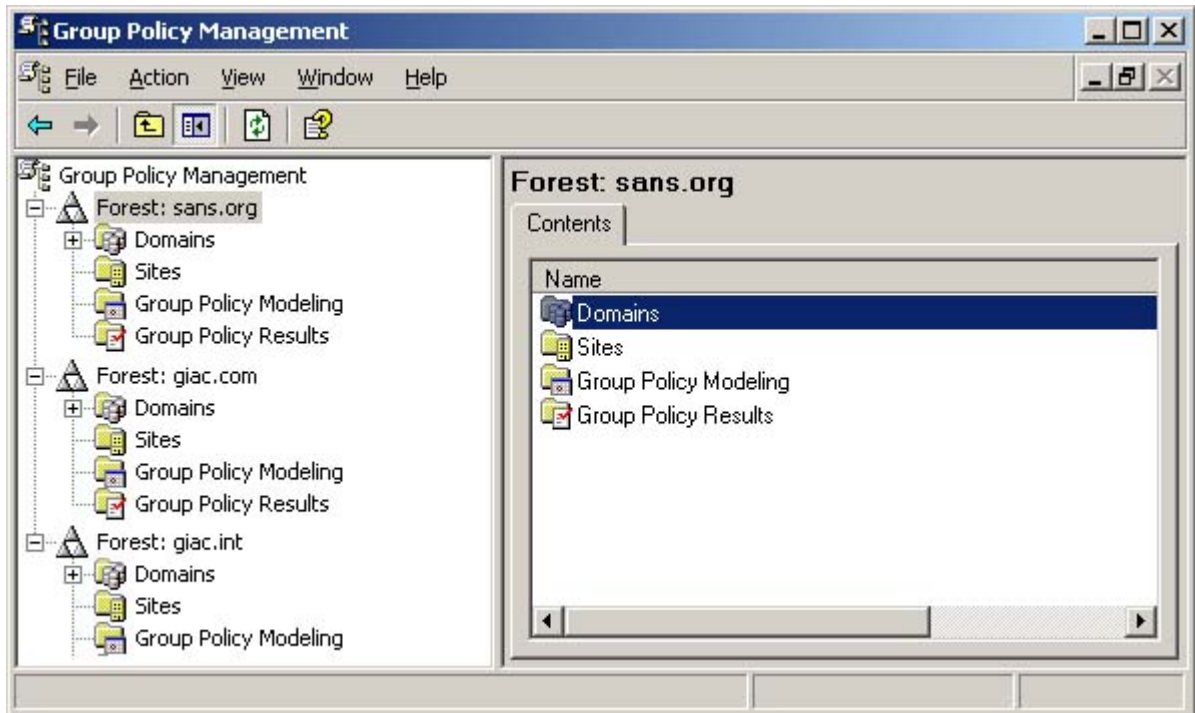 Group Policy Management
File Action View Window Help
Group Policy Management
Forest: sans.org
Domains
Sites
Group Policy Modeling
Group Policy Results
Forest: giac.com
Domains
Sites
Group Policy Modeling
Group Policy Results
Forest: giac.int
Domains
Sites
Group Policy Modeling
Forest: sans.org
Contents
Name
Domains
Sites
Group Policy Modeling
Group Policy Results